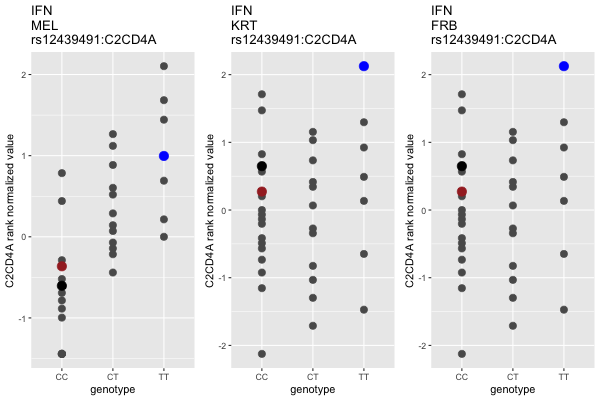 IFN
MEL
rs12439491:C2CD4A
C2CD4A rank normalized value
2
1
0
-1
CC
CT
TT
genotype
IFN
KRT
rs12439491:C2CD4A
C2CD4A rank normalized value
2
1
0
-1
-2
CC
CT
TT
genotype
IFN
FRB
rs12439491:C2CD4A
C2CD4A rank normalized value
2
1
0
-1
-2
CC
CT
TT
genotype